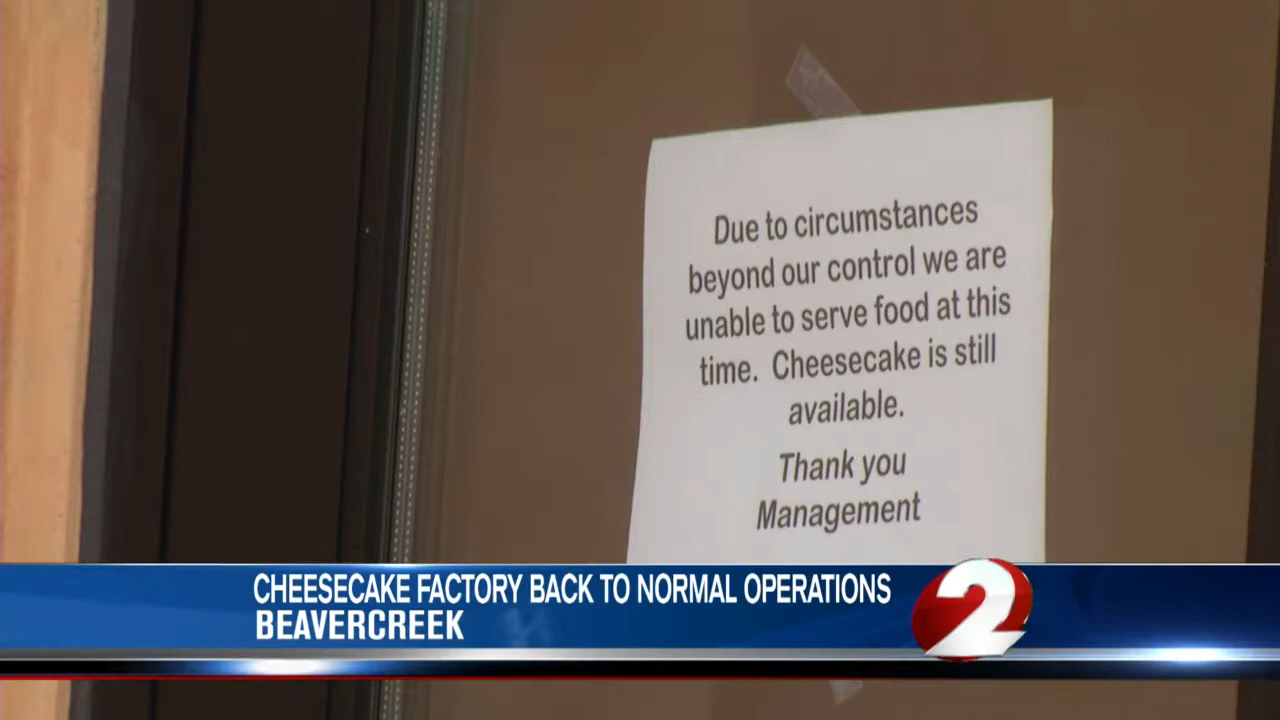 Due to circumstances
beyond our control we are
unable to serve food at this
time.  Cheesecake is still
available.
Thank you
Management
CHEESECAKE FACTORY BACK TO NORMAL OPERATIONS
BEAVERCREEK
2